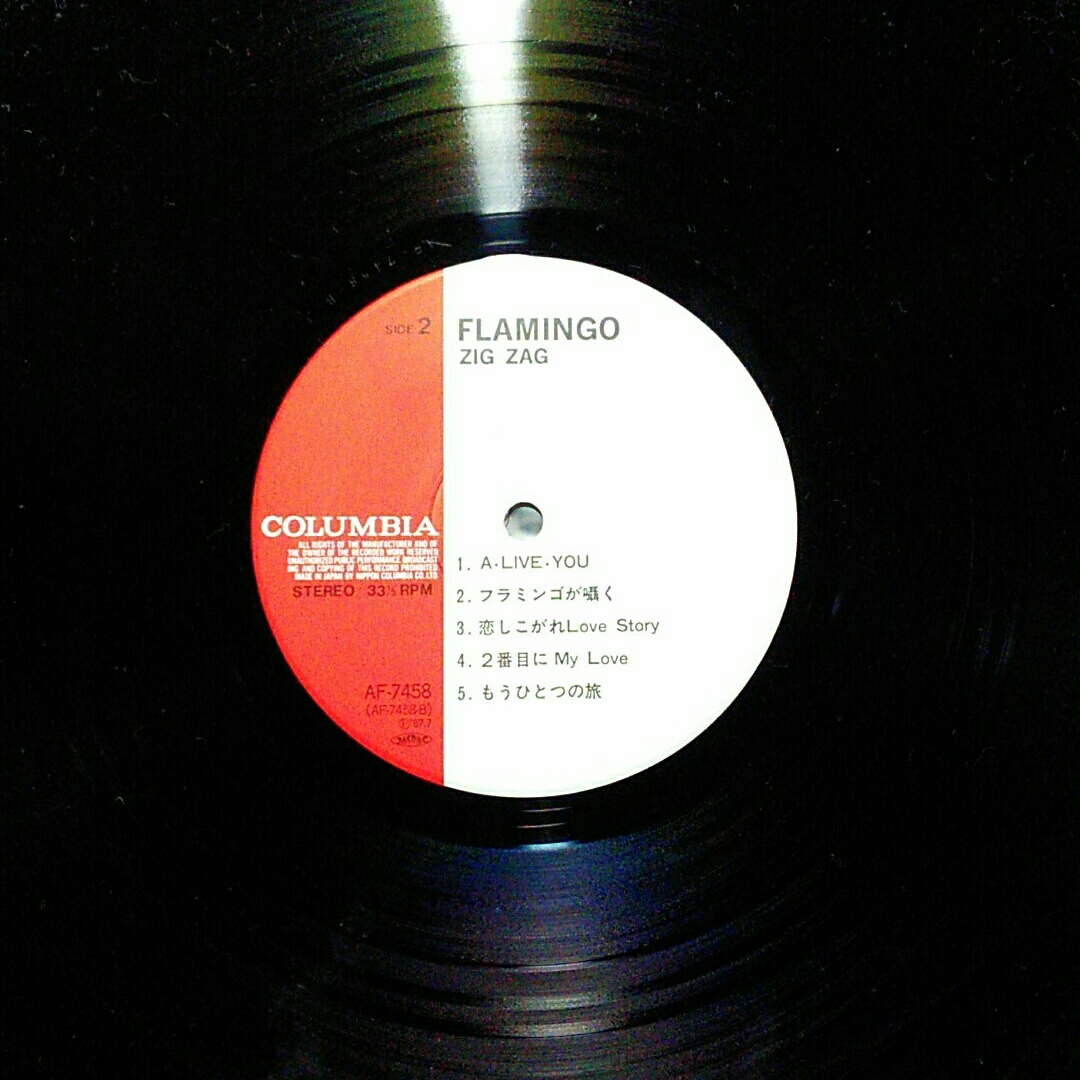 SIDE 2
FLAMINGO
ZIG ZAG
COLUMBIA
ALL RIGHTS OF THE MANUFACTURER AND OF
THE OWNER OF THE RECORDED WORK RESERVED
UNAUTHORIZED PUBLIC PERFORMANCE BROADCAST
ING AND COPYING OF THIS RECORD PROHIBITED
MADE IN JAPAN BY NIPPON COLUMBIA CO.LTD.
STEREO 33⅓ RPM
1. A・LIVE・YOU
2. フラミンゴが囁く
3. 恋しこがれLove Story
4. 2番目に My Love
5. もうひとつの旅
AF-7458
(AF-7458-B)
Ⓟ'87.7
JASRAC